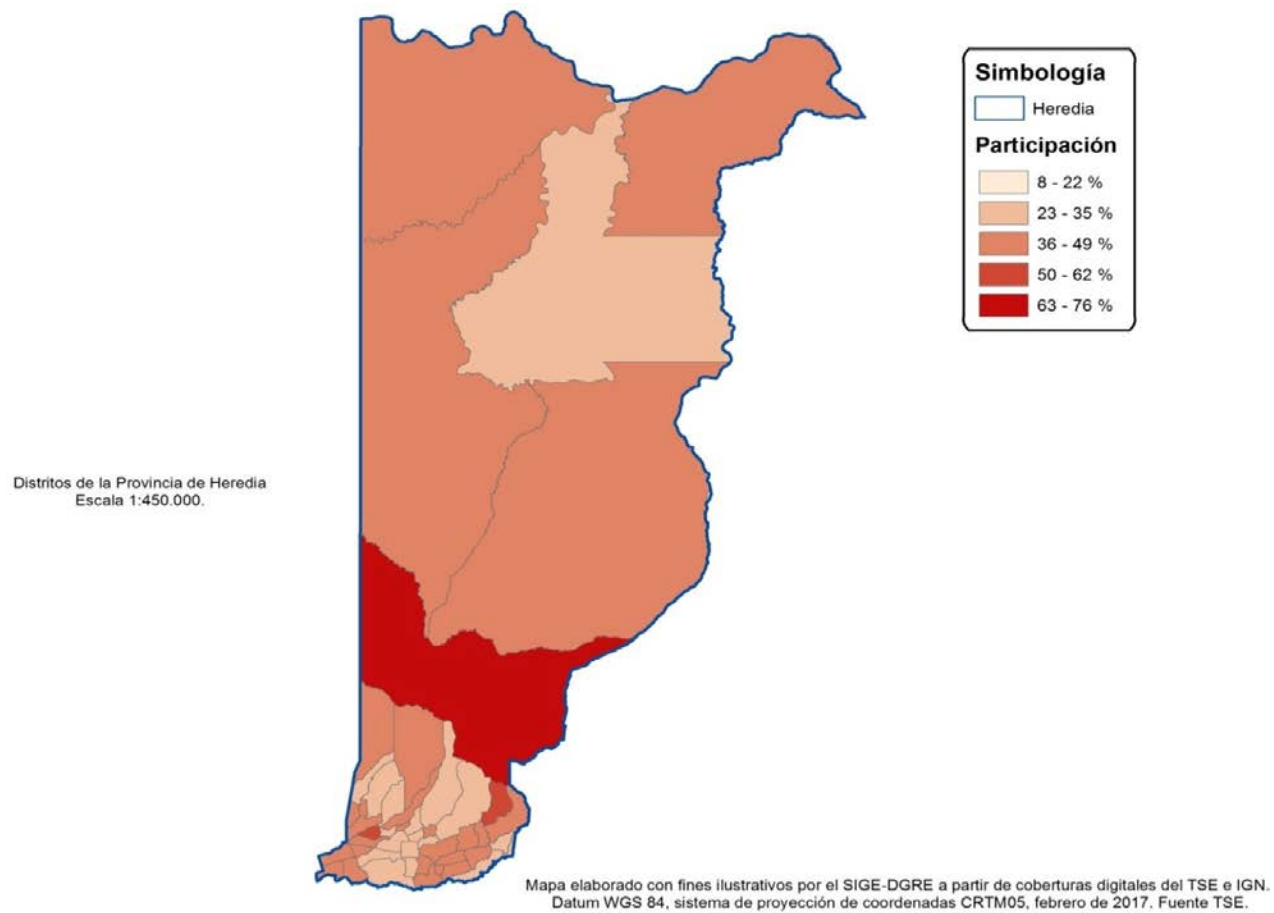 Simbología
Heredia
Participación
8 - 22 %
23 - 35 %
36 - 49 %
50 - 62 %
63 - 76 %
Distritos de la Provincia de Heredia
Escala 1:450.000.
Mapa elaborado con fines ilustrativos por el SIGE-DGRE a partir de coberturas digitales del TSE e IGN.
Datum WGS 84, sistema de proyección de coordenadas CRTM05, febrero de 2017. Fuente TSE.